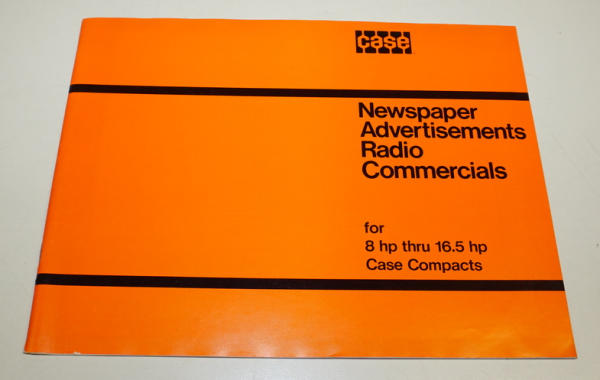 case
Newspaper
Advertisements
Radio
Commercials
for
8 hp thru 16.5 hp
Case Compacts